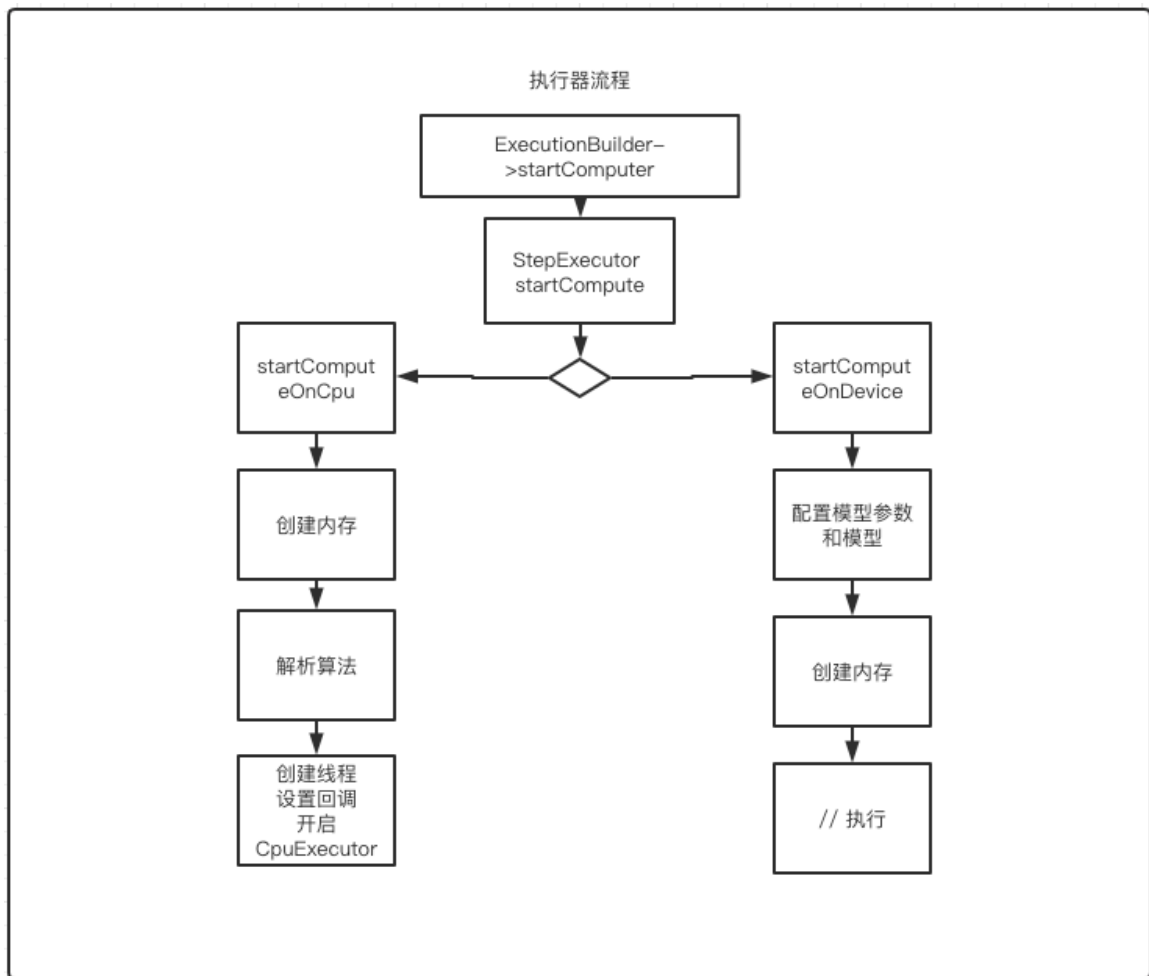 执行器流程
ExecutionBuilder-
>startComputer
StepExecutor
startCompute
startComput
eOnCpu
startComput
eOnDevice
创建内存
配置模型参数
和模型
解析算法
创建内存
创建线程
设置回调
开启
CpuExecutor
// 执行